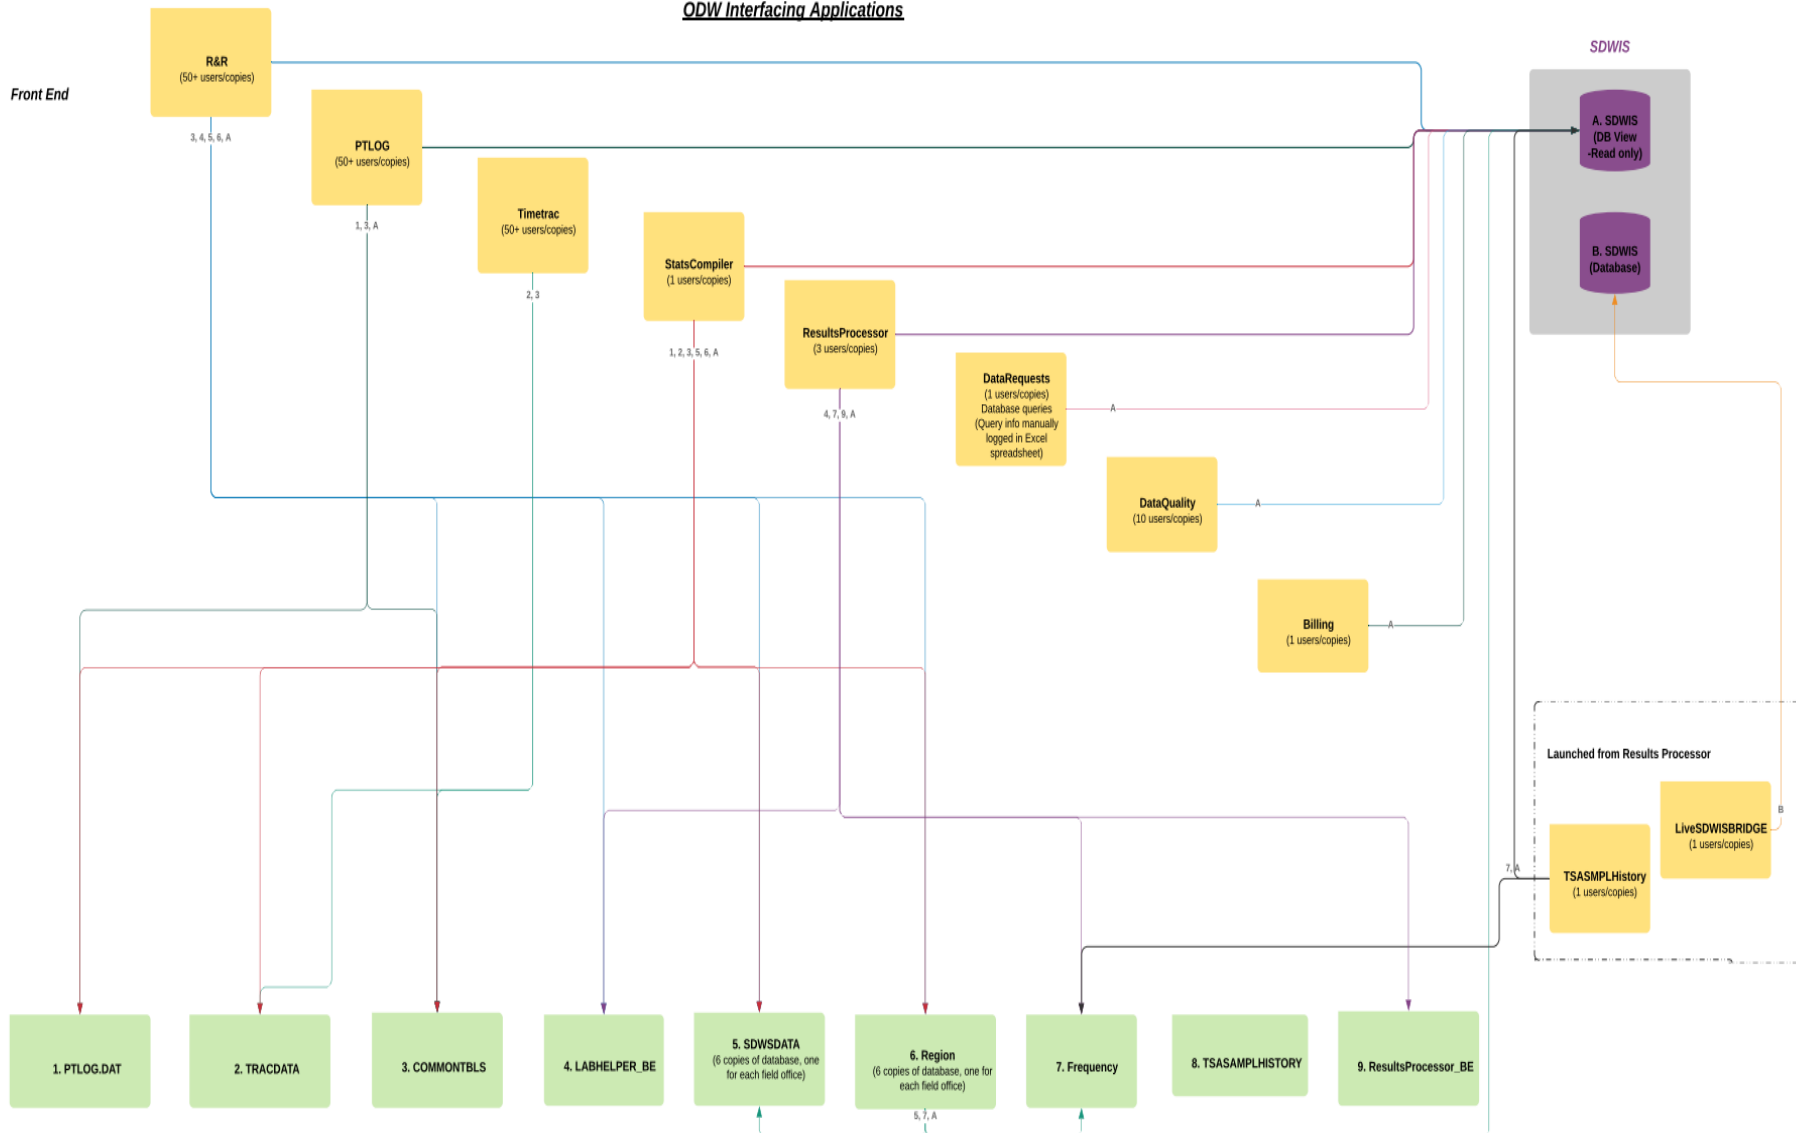 ODW Interfacing Applications
Front End
R&R
(50+ users/copies)
3, 4, 5, 6, A
PTLOG
(50+ users/copies)
1, 3, A
Timetrac
(50+ users/copies)
2, 3
StatsCompiler
(1 users/copies)
1, 2, 3, 5, 6, A
ResultsProcessor
(3 users/copies)
4, 7, 9, A
DataRequests
(1 users/copies)
Database queries
(Query info manually
logged in Excel
spreadsheet)
A
DataQuality
(10 users/copies)
A
Billing
(1 users/copies)
A
SDWIS
A. SDWIS
(DB View
-Read only)
B. SDWIS
(Database)
Launched from Results Processor
LiveSDWISBRIDGE
(1 users/copies)
B
TSASMPLHistory
(1 users/copies)
7, A
1. PTLOG.DAT
2. TRACDATA
3. COMMONTBLS
4. LABHELPER_BE
5. SDWSDATA
(6 copies of database, one
for each field office)
6. Region
(6 copies of database, one for
each field office)
5, 7, A
7. Frequency
8. TSASAMPLHISTORY
9. ResultsProcessor_BE